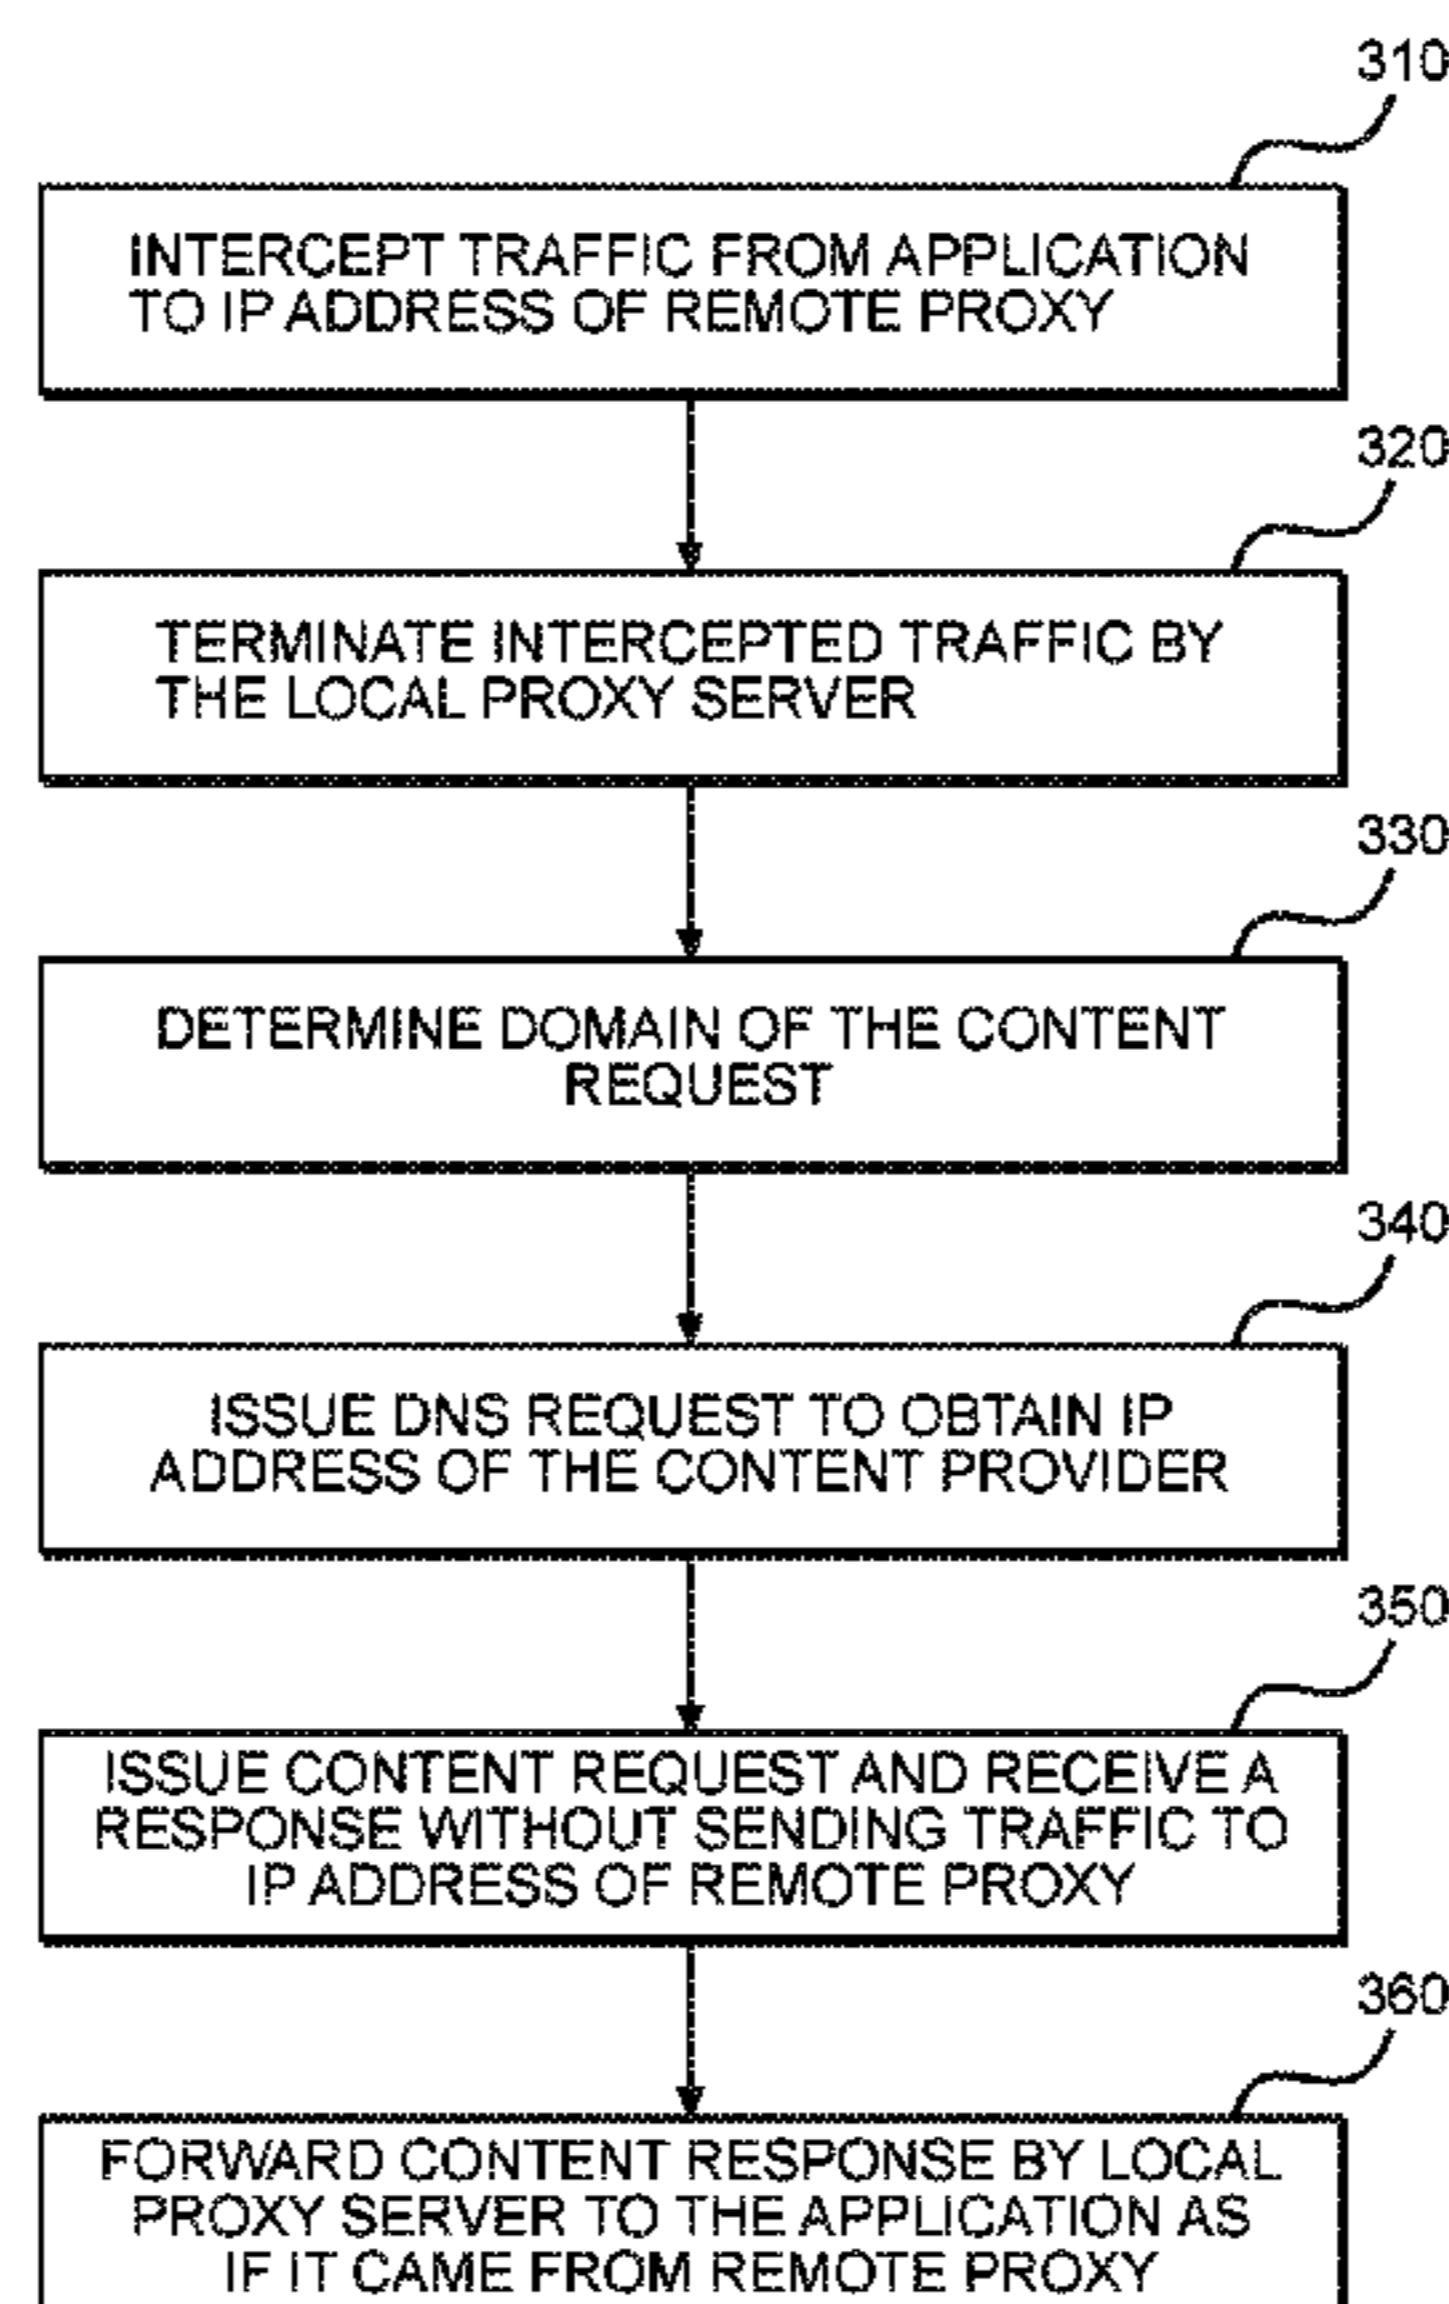 310
INTERCEPT TRAFFIC FROM APPLICATION
TO IP ADDRESS OF REMOTE PROXY
320
TERMINATE INTERCEPTED TRAFFIC BY
THE LOCAL PROXY SERVER
330
DETERMINE DOMAIN OF THE CONTENT
REQUEST
340
ISSUE DNS REQUEST TO OBTAIN IP
ADDRESS OF THE CONTENT PROVIDER
350
ISSUE CONTENT REQUEST AND RECEIVE A
RESPONSE WITHOUT SENDING TRAFFIC TO
IP ADDRESS OF REMOTE PROXY
360
FORWARD CONTENT RESPONSE BY LOCAL
PROXY SERVER TO THE APPLICATION AS
IF IT CAME FROM REMOTE PROXY